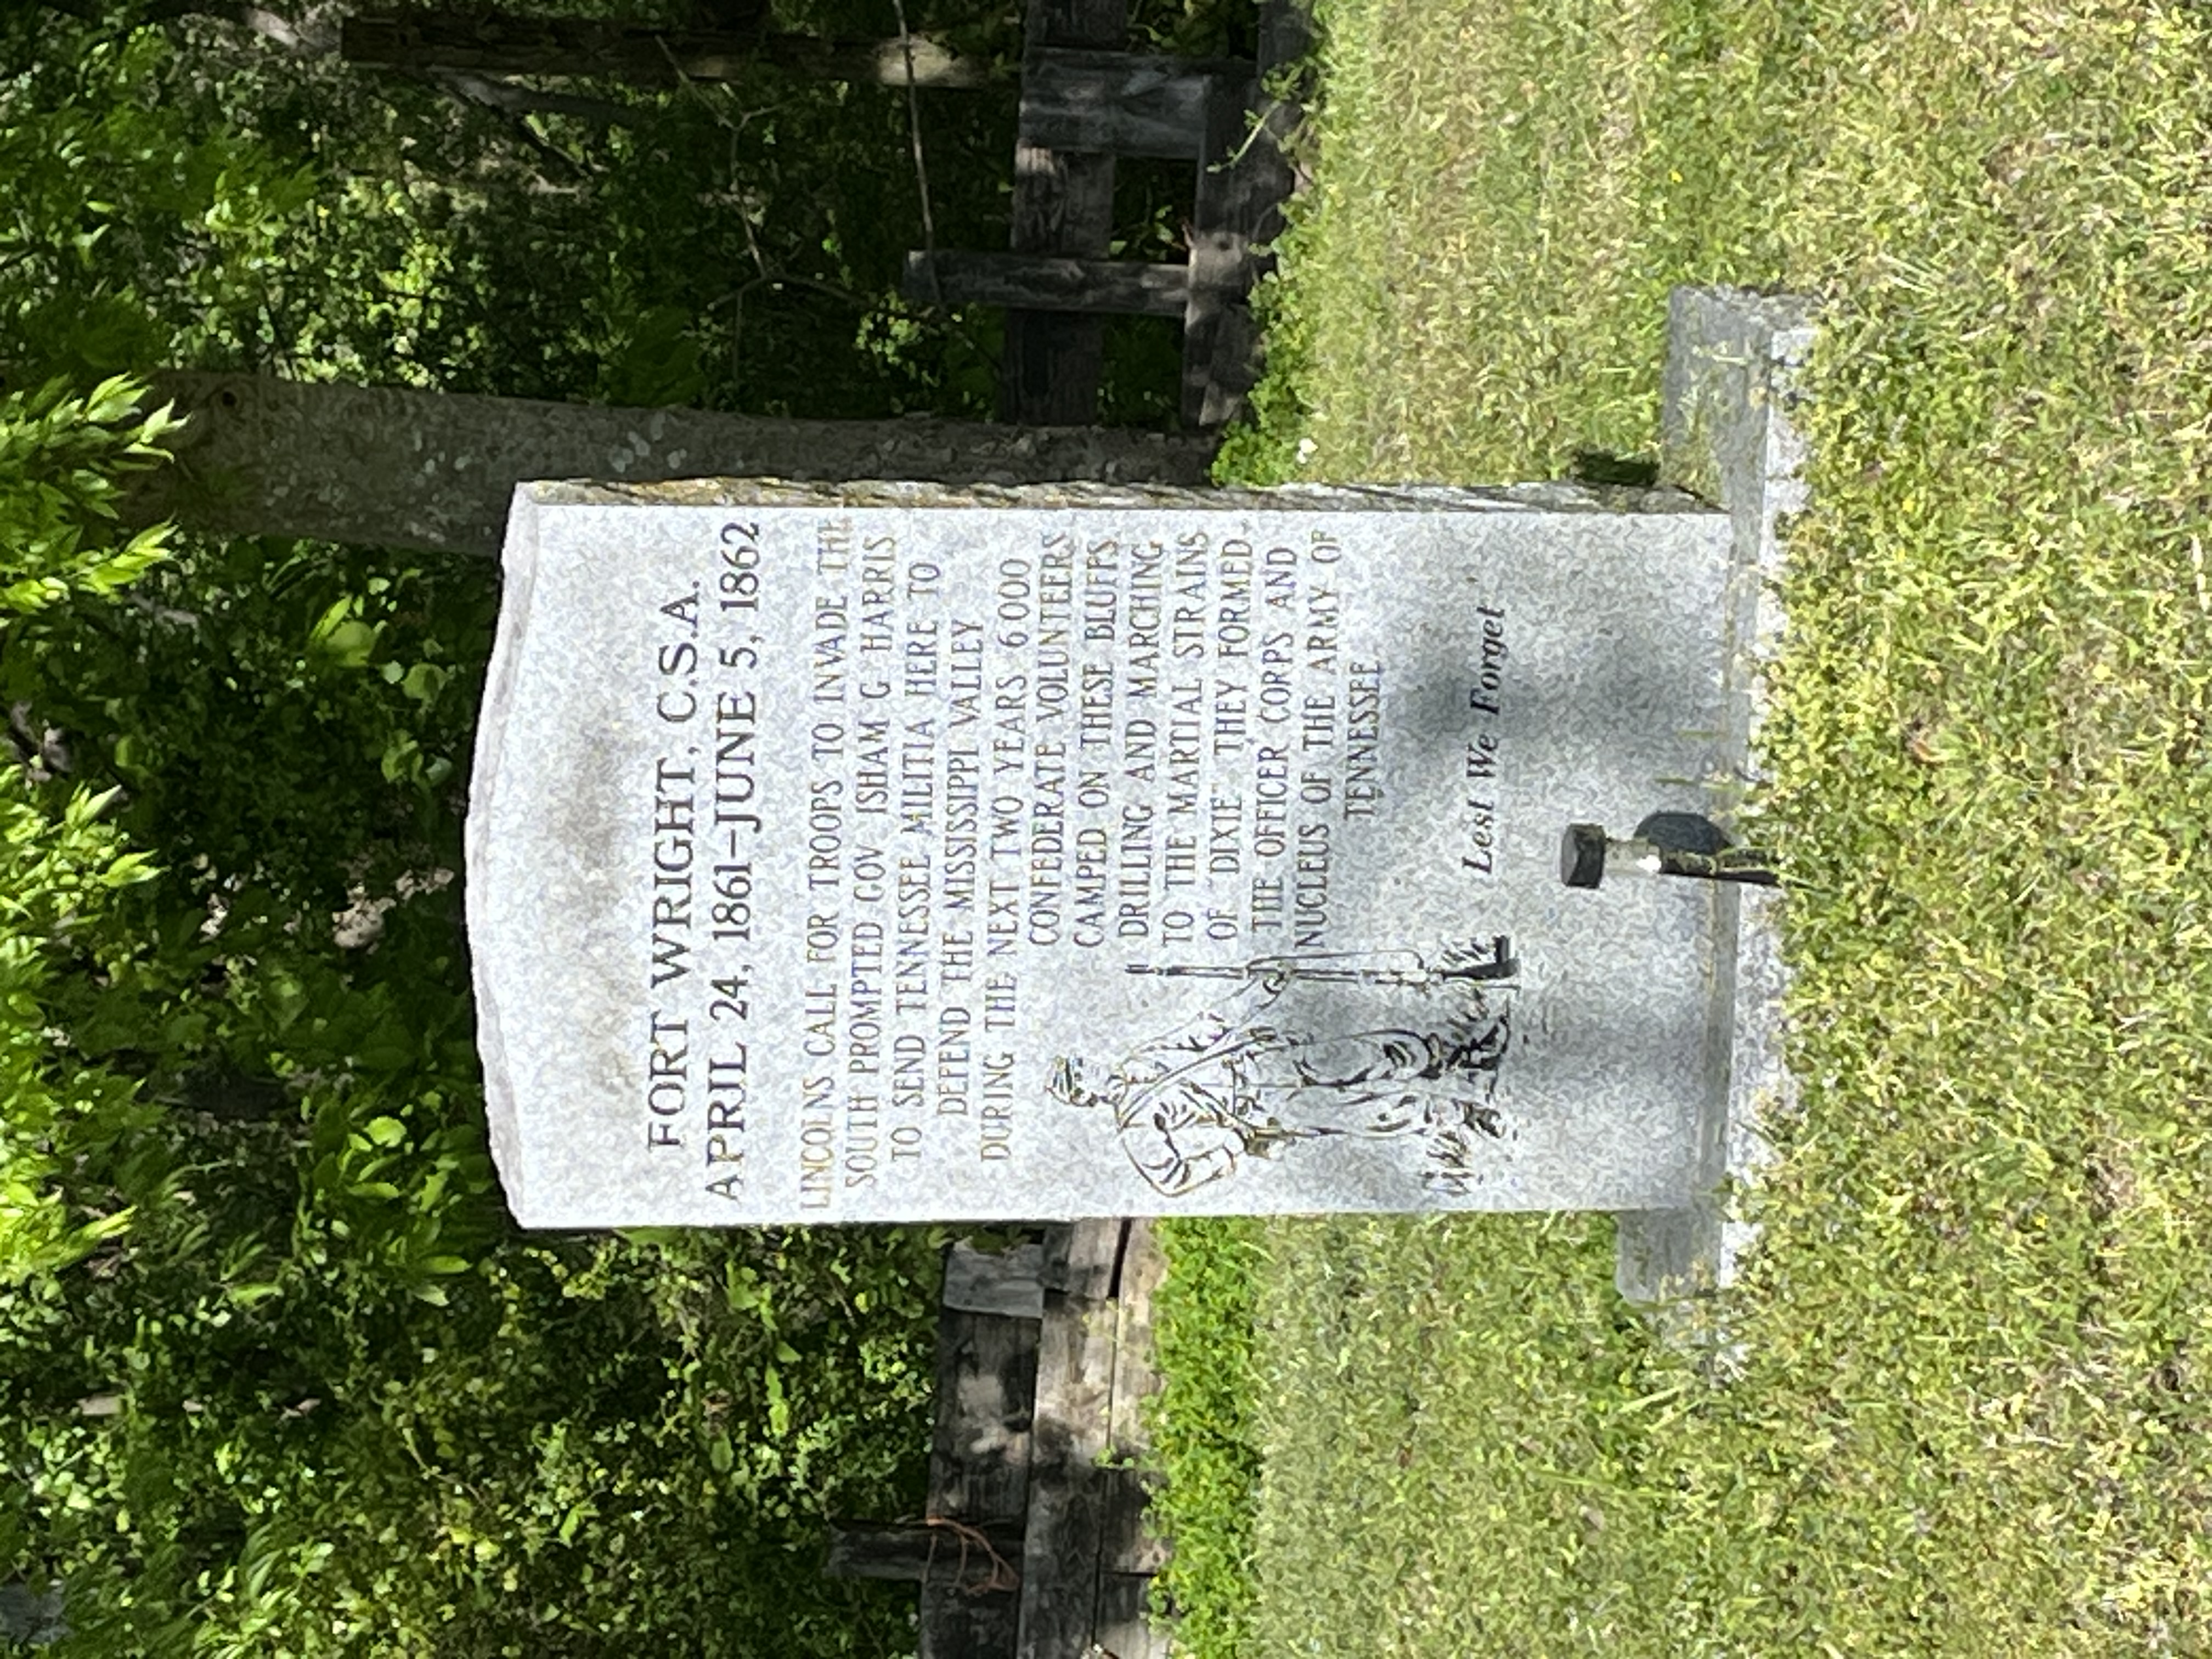 FORT WRIGHT, C.S.A.
APRIL 24, 1861–JUNE 5, 1862
LINCOLNS CALL FOR TROOPS TO INVADE THE
SOUTH PROMPTED GOV ISHAM G HARRIS
TO SEND TENNESSEE MILITIA HERE TO
DEFEND THE MISSISSIPPI VALLEY
DURING THE NEXT TWO YEARS 6000
CONFEDERATE VOLUNTEERS
CAMPED ON THESE BLUFFS
DRILLING AND MARCHING
TO THE MARTIAL STRAINS
OF "DIXIE" THEY FORMED
THE OFFICER CORPS AND
NUCLEUS OF THE ARMY OF
TENNESSEE
Lest We Forget